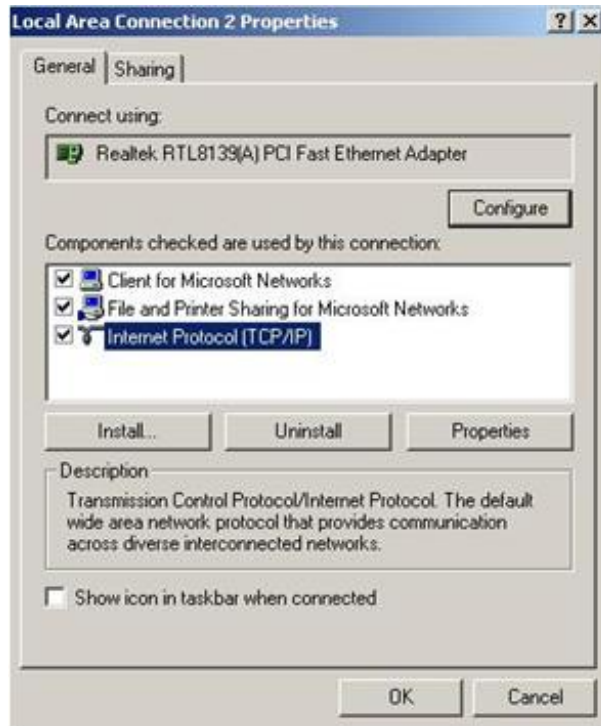 Local Area Connection 2 Properties
General
Sharing
Connect using:
Realtek RTL8139(A) PCI Fast Ethernet Adapter
Configure
Components checked are used by this connection:
Client for Microsoft Networks
File and Printer Sharing for Microsoft Networks
Internet Protocol (TCP/IP)
Install...
Uninstall
Properties
Description
Transmission Control Protocol/Internet Protocol. The default
wide area network protocol that provides communication
across diverse interconnected networks.
Show icon in taskbar when connected
OK
Cancel